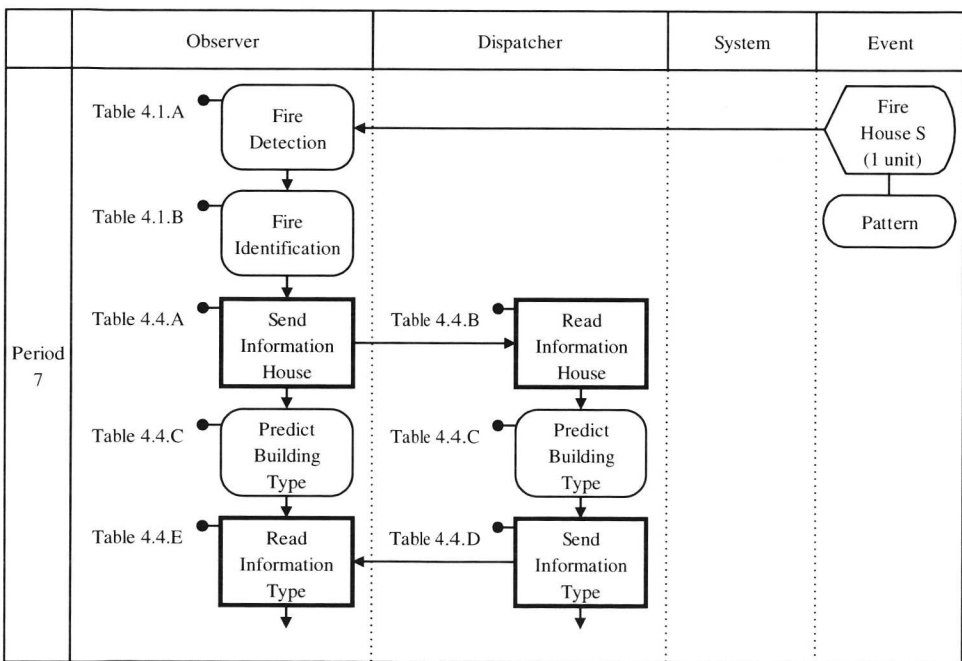 Observer
Dispatcher
System
Event
Period
7
Table 4.1.A
Fire
Detection
Fire
House S
(1 unit)
Table 4.1.B
Fire
Identification
Pattern
Table 4.4.A
Send
Information
House
Table 4.4.B
Read
Information
House
Table 4.4.C
Predict
Building
Type
Table 4.4.C
Predict
Building
Type
Table 4.4.E
Read
Information
Type
Table 4.4.D
Send
Information
Type